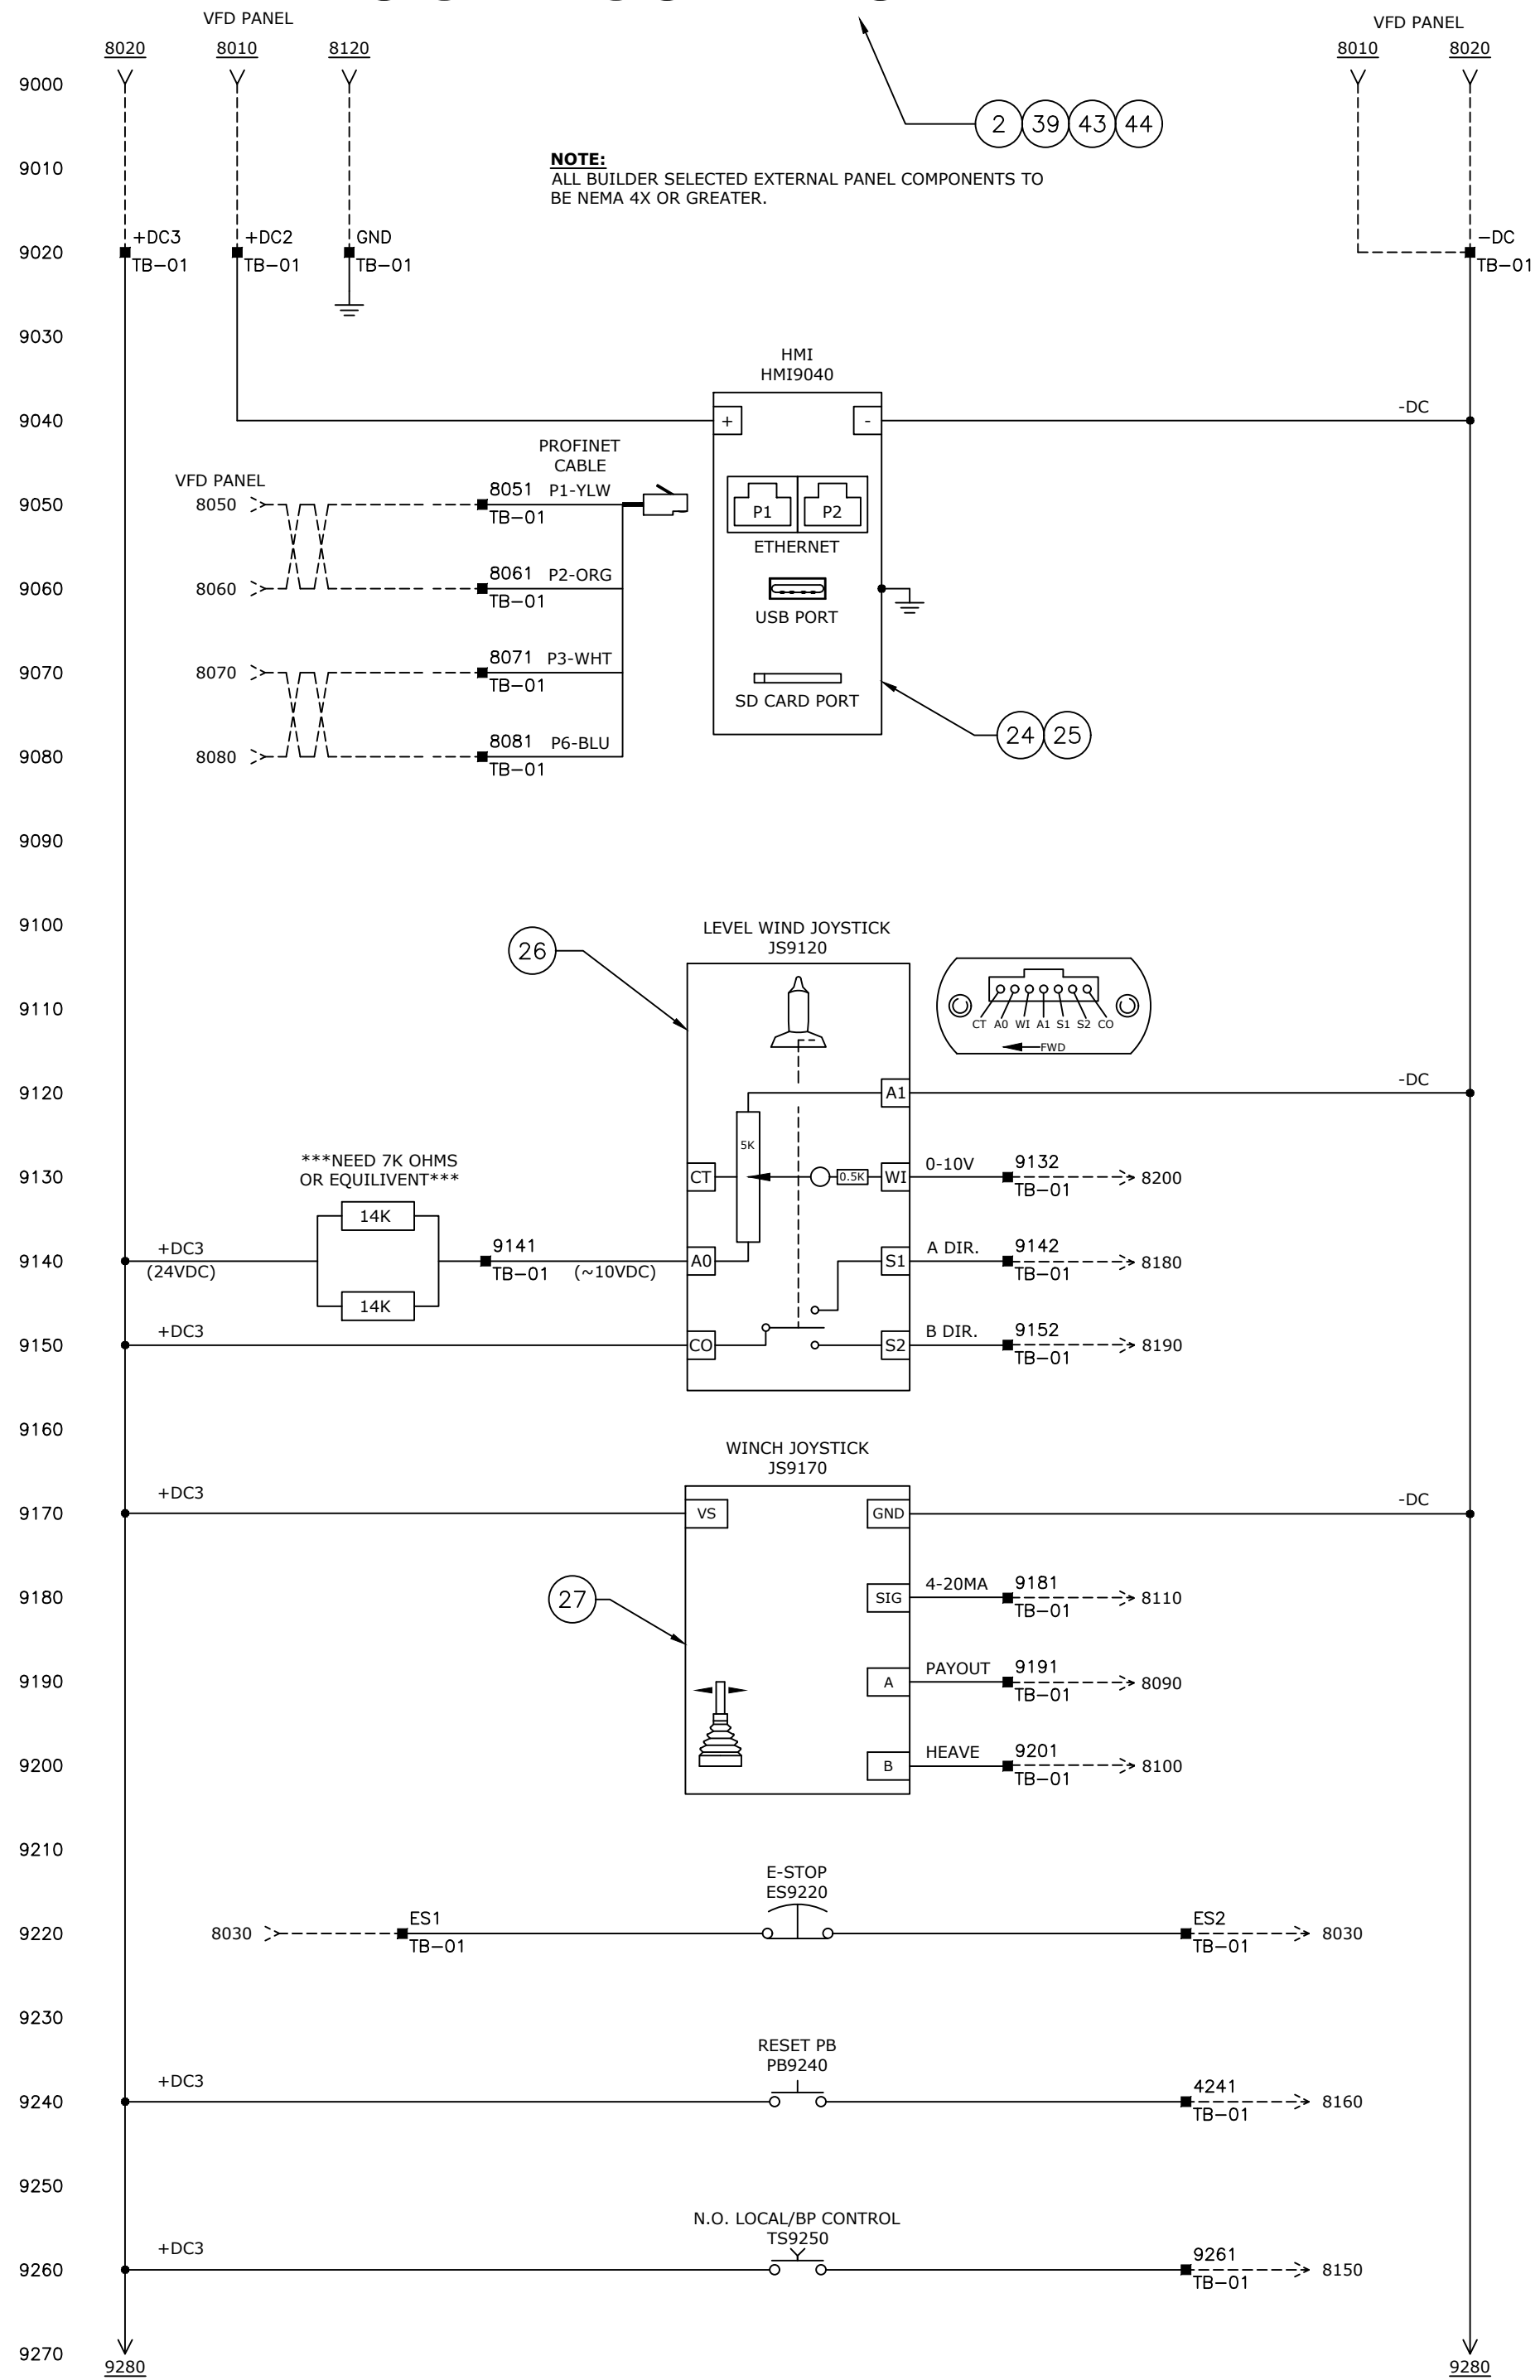 VFD PANEL
8020 8010 8120
VFD PANEL
8010 8020
9000
2 39 43 44
9010
NOTE:
ALL BUILDER SELECTED EXTERNAL PANEL COMPONENTS TO
BE NEMA 4X OR GREATER.
9020
+DC3
TB-01
+DC2
TB-01
GND
TB-01
-DC
TB-01
9030
HMI
HMI9040
9040
+ -
-DC
PROFINET
CABLE
VFD PANEL
9050
8050
8051 P1-YLW
TB-01
P1 P2
ETHERNET
9060
8060
8061 P2-ORG
TB-01
USB PORT
9070
8070
8071 P3-WHT
TB-01
SD CARD PORT
24 25
9080
8080
8081 P6-BLU
TB-01
9090
9100
LEVEL WIND JOYSTICK
JS9120
26
9110
CT A0 WI A1 S1 S2 CO
FWD
9120
A1
-DC
5K
***NEED 7K OHMS
OR EQUILIVENT***
9130
CT
0.5K
WI
0-10V
9132
TB-01
8200
14K
9140
+DC3
(24VDC)
9141
TB-01
(~10VDC)
A0
S1
A DIR.
9142
TB-01
8180
14K
9150
+DC3
CO
S2
B DIR.
9152
TB-01
8190
9160
WINCH JOYSTICK
JS9170
9170
+DC3
VS
GND
-DC
9180
27
SIG
4-20MA
9181
TB-01
8110
9190
A
PAYOUT
9191
TB-01
8090
9200
B
HEAVE
9201
TB-01
8100
9210
E-STOP
ES9220
9220
8030
ES1
TB-01
ES2
TB-01
8030
9230
RESET PB
PB9240
9240
+DC3
4241
TB-01
8160
9250
N.O. LOCAL/BP CONTROL
TS9250
9260
+DC3
9261
TB-01
8150
9270
9280
9280